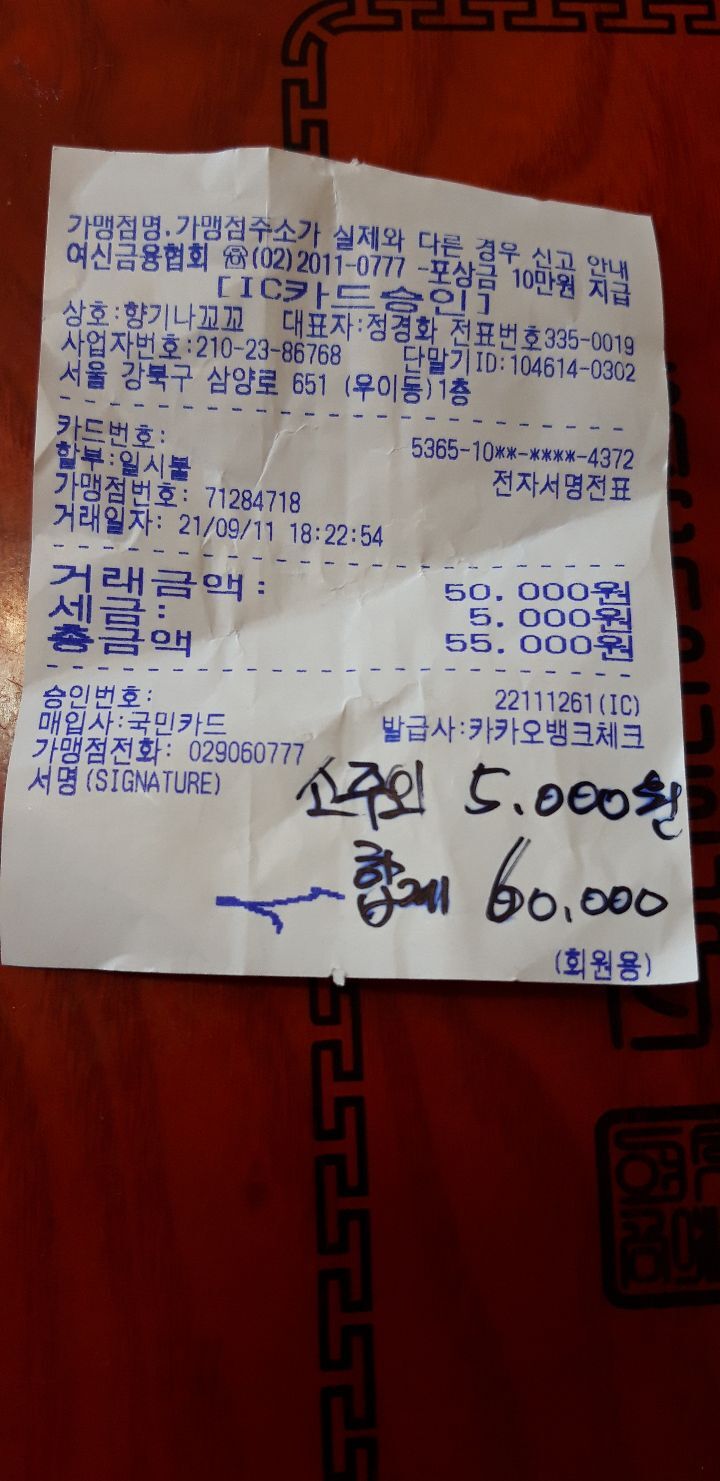 가맹점명.가맹점주소가 실제와 다른 경우 신고 안내
여신금융협회 ☏(02)2011-0777 -포상금 10만원 지급
[IC카드승인]
상호:향기나꼬꼬 대표자:정경화 전표번호335-0019
사업자번호:210-23-86768 단말기ID:104614-0302
서울 강북구 삼양로 651 (우이동)1층
카드번호: 5365-10**-****-4372
할부:일시불 전자서명전표
가맹점번호: 71284718
거래일자: 21/09/11 18:22:54
거래금액: 50.000원
세금: 5.000원
총금액 55.000원
승인번호: 22111261(IC)
매입사:국민카드 발급사:카카오뱅크체크
가맹점전화: 029060777
서명(SIGNATURE)
소주외 5.000원
합계 60.000
(회원용)